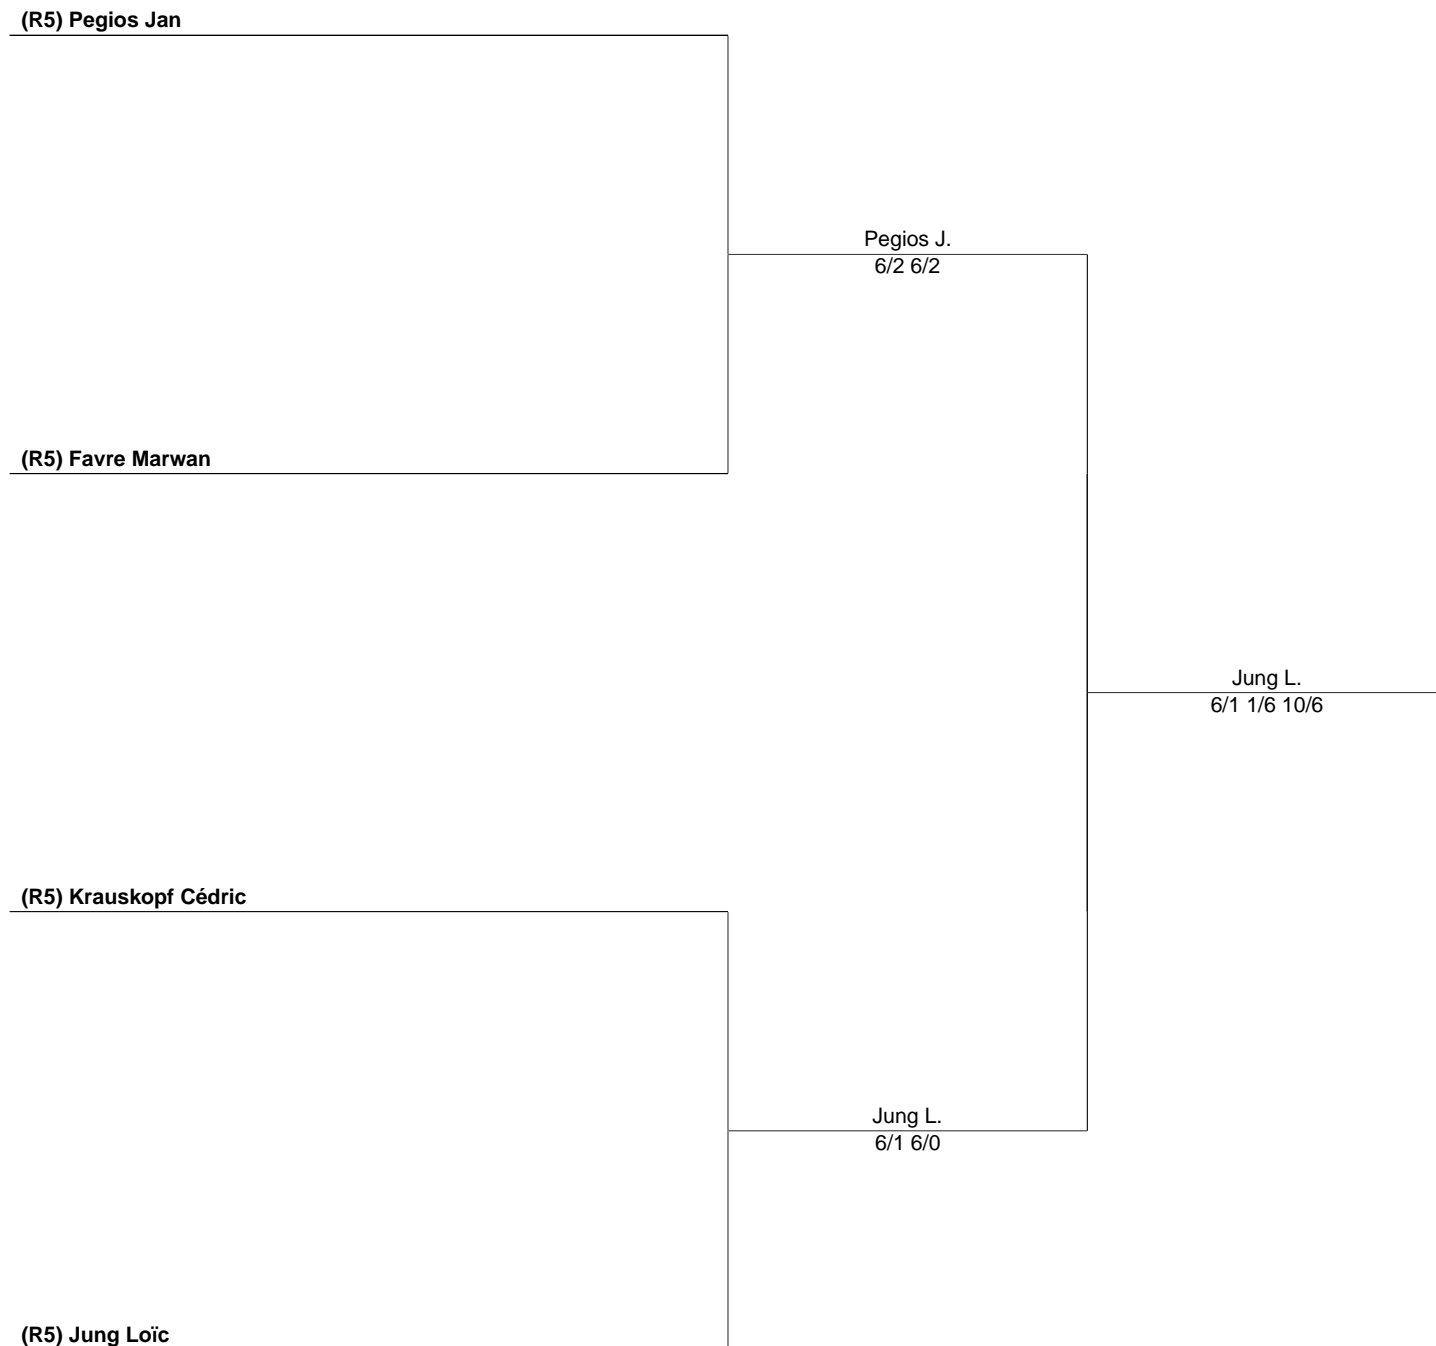 (R5) Pegios Jan
Pegios J.
6/2 6/2
(R5) Favre Marwan
Jung L.
6/1 1/6 10/6
(R5) Krauskopf Cédric
Jung L.
6/1 6/0
(R5) Jung Loïc